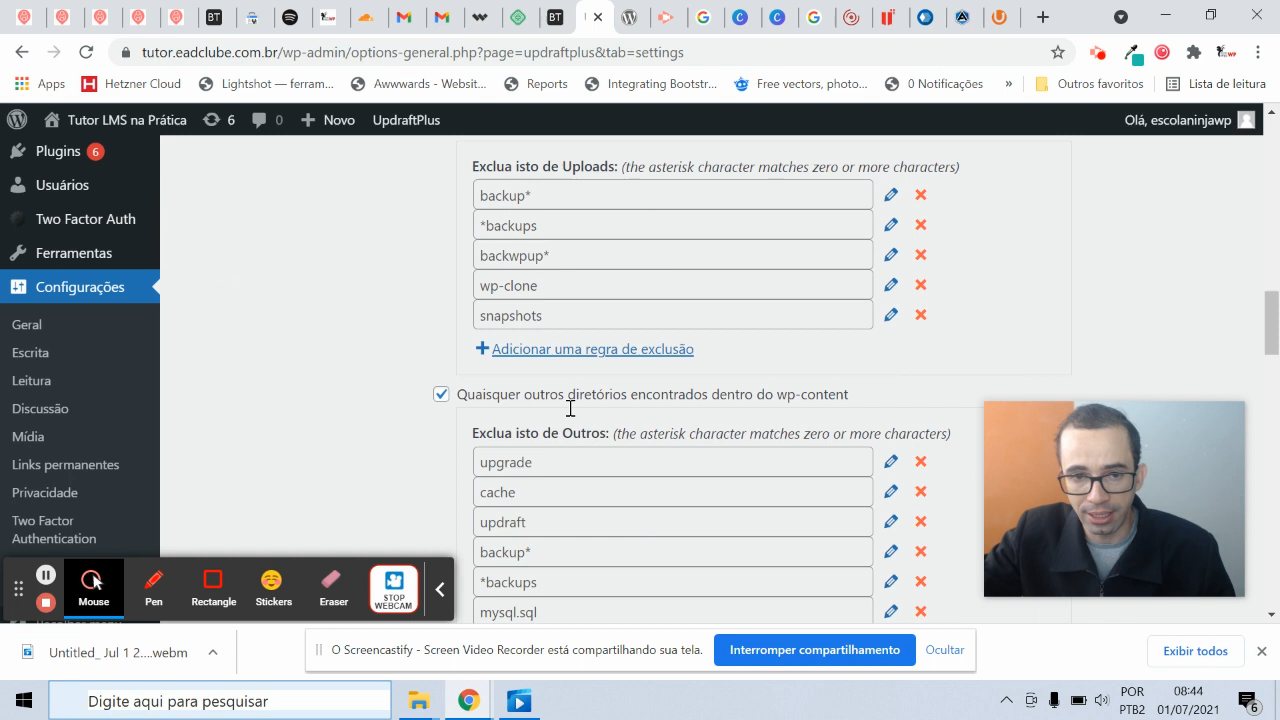 BT
BT
tutor.eadclube.com.br/wp-admin/options-general.php?page=updraftplus&tab=settings
Apps
Hetzner Cloud
Lightshot — ferram...
Awwwards - Websit...
Reports
Integrating Bootstr...
Free vectors, photo...
0 Notificações
»
Outros favoritos
Lista de leitura
Tutor LMS na Prática
6
0
Novo
UpdraftPlus
Olá, escolaninjawp
Plugins 6
Usuários
Two Factor Auth
Ferramentas
Configurações
Geral
Escrita
Leitura
Discussão
Mídia
Links permanentes
Privacidade
Two Factor
Authentication
Exclua isto de Uploads: (the asterisk character matches zero or more characters)
backup*
*backups
backwpup*
wp-clone
snapshots
Adicionar uma regra de exclusão
Quaisquer outros diretórios encontrados dentro do wp-content
Exclua isto de Outros: (the asterisk character matches zero or more characters)
upgrade
cache
updraft
backup*
*backups
mysql.sql
Mouse
Pen
Rectangle
Stickers
Eraser
STOP
WEBCAM
Untitled_ Jul 1 2....webm
O Screencastify - Screen Video Recorder está compartilhando sua tela.
Interromper compartilhamento
Ocultar
Exibir todos
Digite aqui para pesquisar
POR
PTB2
08:44
01/07/2021
6